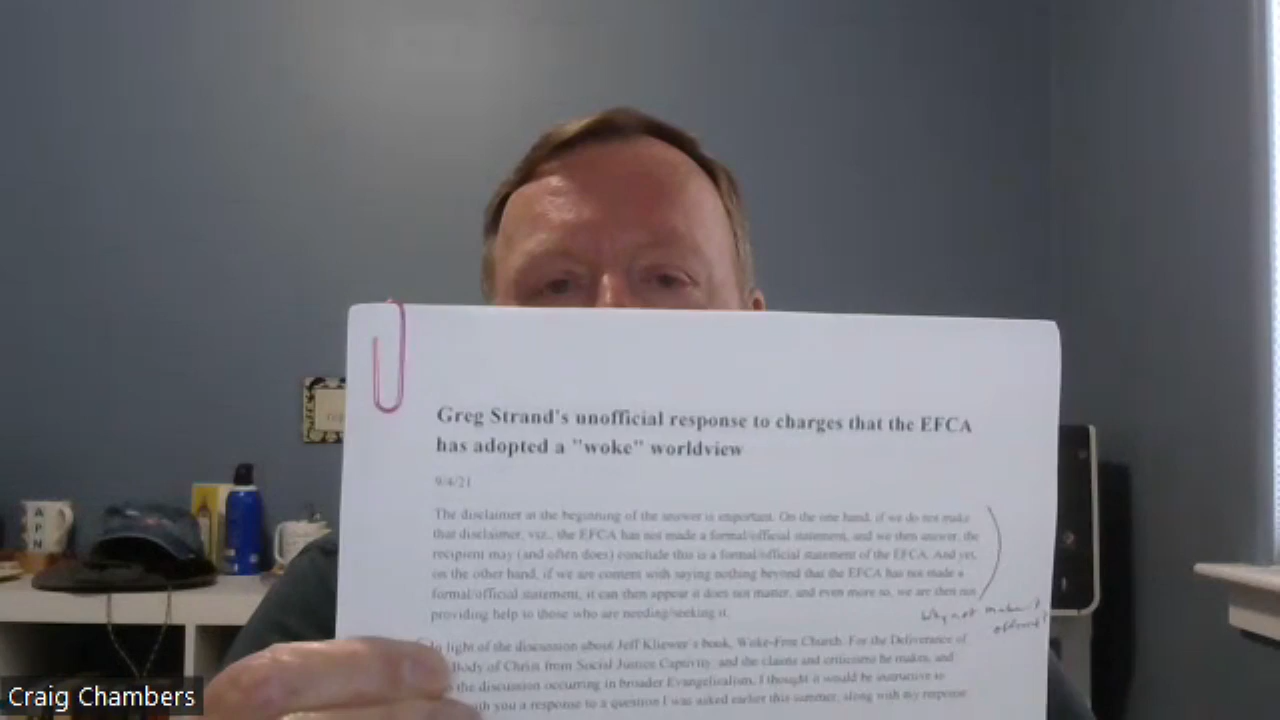 Greg Strand's unofficial response to charges that the EFCA
has adopted a "woke" worldview
9/4/21
The disclaimer at the beginning of the answer is important. On the one hand, if we do not make
that disclaimer, viz., the EFCA has not made a formal/official statement, and we then answer, the
recipient may (and often does) conclude this is a formal/official statement of the EFCA. And yet,
on the other hand, if we are content with saying nothing beyond that the EFCA has not made a
formal/official statement, it can then appear it does not matter, and even more so, we are then not
providing help to those who are needing/seeking it.
Why not make it
official?
In light of the discussion about Jeff Kliewer's book, Woke-Free Church: For the Deliverance of
Body of Christ from Social Justice Captivity, and the claims and criticisms he makes, and
the discussion occurring in broader Evangelicalism, I thought it would be instructive to
with you a response to a question I was asked earlier this summer, along with my response
APN
Craig Chambers